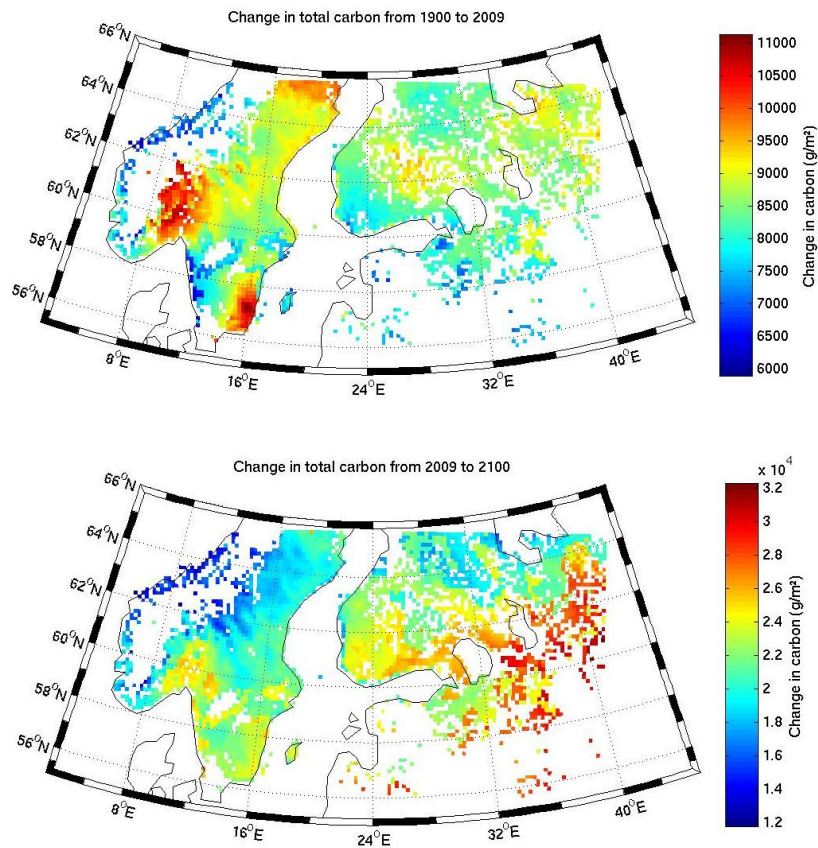 Change in total carbon from 1900 to 2009
66°N
64°N
62°N
60°N
58°N
56°N
8°E
16°E
24°E
32°E
40°E
11000
10500
10000
9500
9000
8500
8000
7500
7000
6500
6000
Change in carbon (g/m²)
Change in total carbon from 2009 to 2100
66°N
64°N
62°N
60°N
58°N
56°N
8°E
16°E
24°E
32°E
40°E
x 10⁴
3.2
3
2.8
2.6
2.4
2.2
2
1.8
1.6
1.4
1.2
Change in carbon (g/m²)